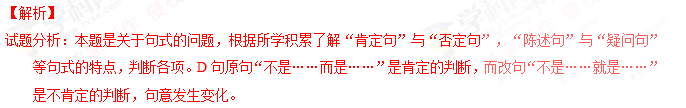 【解析】
试题分析：本题是关于句式的问题，根据所学积累了解“肯定句”与“否定句”，“陈述句”与“疑问句”
等句式的特点，判断各项。D句原句“不是……而是……”是肯定的判断，而改句“不是……就是……”
是不肯定的判断，句意发生变化。